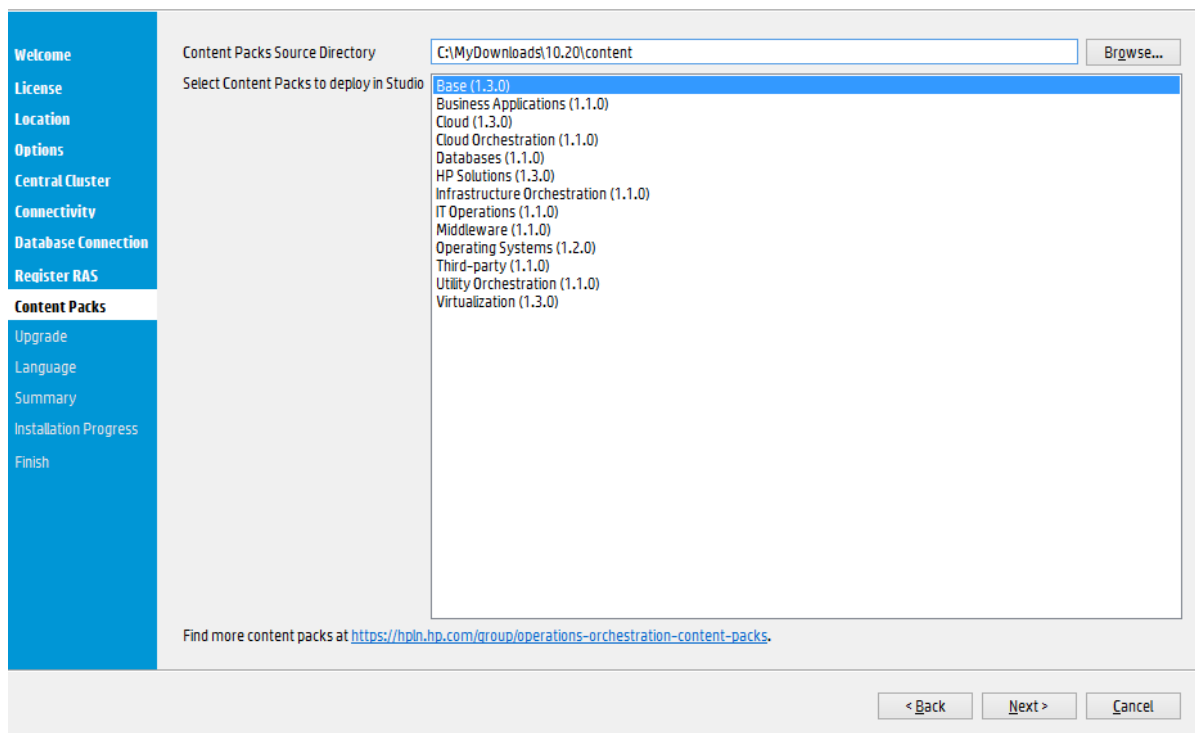 Welcome
License
Location
Options
Central Cluster
Connectivity
Database Connection
Register RAS
Content Packs
Upgrade
Language
Summary
Installation Progress
Finish
Content Packs Source Directory
C:\MyDownloads\10.20\content
Browse...
Select Content Packs to deploy in Studio
Base (1.3.0)
Business Applications (1.1.0)
Cloud (1.3.0)
Cloud Orchestration (1.1.0)
Databases (1.1.0)
HP Solutions (1.3.0)
Infrastructure Orchestration (1.1.0)
IT Operations (1.1.0)
Middleware (1.1.0)
Operating Systems (1.2.0)
Third-party (1.1.0)
Utility Orchestration (1.1.0)
Virtualization (1.3.0)
Find more content packs at https://hpln.hp.com/group/operations-orchestration-content-packs.
< Back
Next >
Cancel